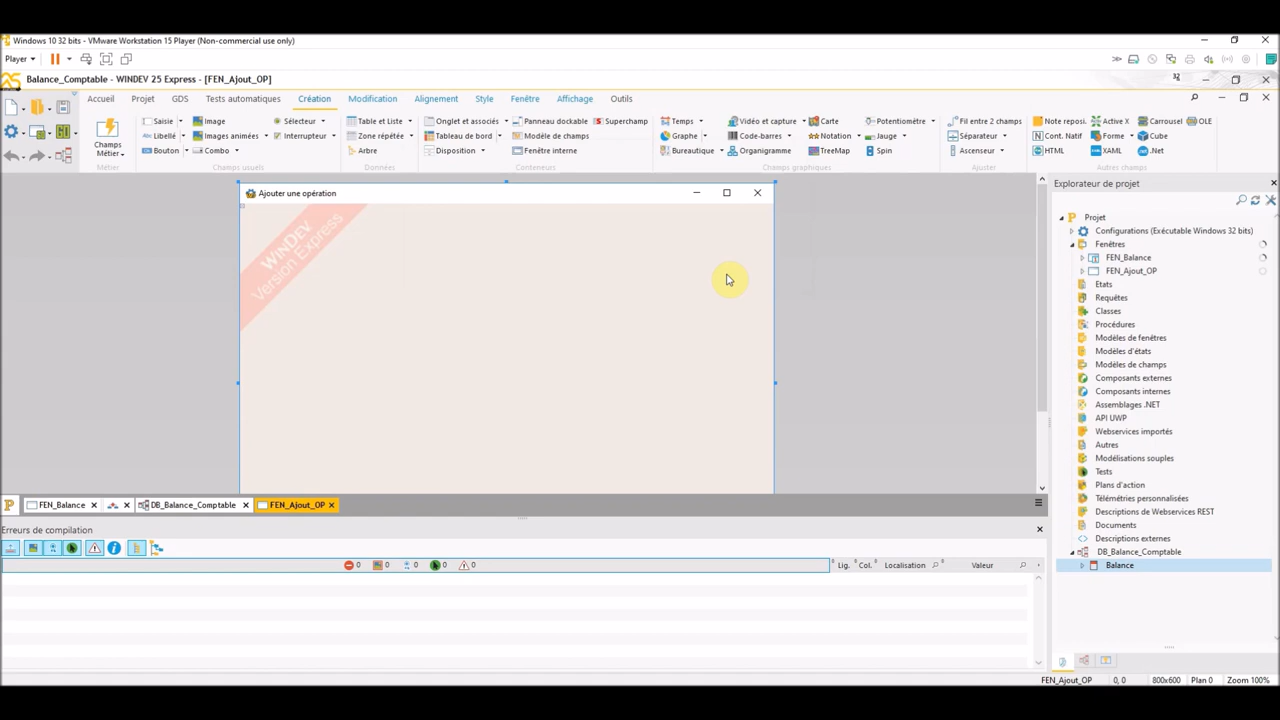 Windows 10 32 bits - VMware Workstation 15 Player (Non-commercial use only)
Player
Balance_Comptable - WINDEV 25 Express - [FEN_Ajout_OP]
32
Accueil Projet GDS Tests automatiques Création Modification Alignement Style Fenêtre Affichage Outils
Saisie Image Sélecteur Table et Liste Onglet et associés Panneau dockable Superchamp Temps Vidéo et capture Carte Potentiomètre Fil entre 2 champs Note reposi. Active X Carrousel OLE
Champs Métier
Libellé Images animées Interrupteur Zone répétée Tableau de bord Modèle de champs Graphe Code-barres Notation Jauge Séparateur Cont. Natif Forme Cube
Bouton Combo Arbre Disposition Fenêtre interne Bureautique Organigramme TreeMap Spin Ascenseur HTML XAML .Net
Métier Champs usuels Données Conteneurs Champs graphiques Ajuster Autres champs
Ajouter une opération
WINDEV
Version Express
Explorateur de projet
Projet
Configurations (Exécutable Windows 32 bits)
Fenêtres
FEN_Balance
FEN_Ajout_OP
Etats
Requêtes
Classes
Procédures
Modèles de fenêtres
Modèles d'états
Modèles de champs
Composants externes
Composants internes
Assemblages .NET
API UWP
Webservices importés
Autres
Modélisations souples
Tests
Plans d'action
Télémétries personnalisées
Descriptions de Webservices REST
Documents
Descriptions externes
DB_Balance_Comptable
Balance
FEN_Balance DB_Balance_Comptable FEN_Ajout_OP
Erreurs de compilation
0 0 0 0 0 Lig. Col. Localisation Valeur
FEN_Ajout_OP 0, 0 800x600 Plan 0 Zoom 100%